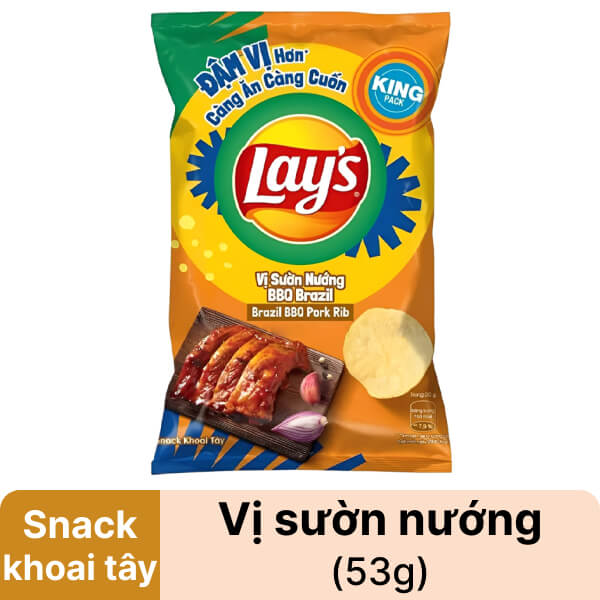 ĐẬM VỊ HƠN*
Càng Ăn Càng Cuốn
KING
PACK
Lay's
®
Vị Sườn Nướng
BBQ Brazil
Brazil BBQ Pork Rib
Snack Khoai Tây
Snack
khoai tây
Vị sườn nướng
(53g)